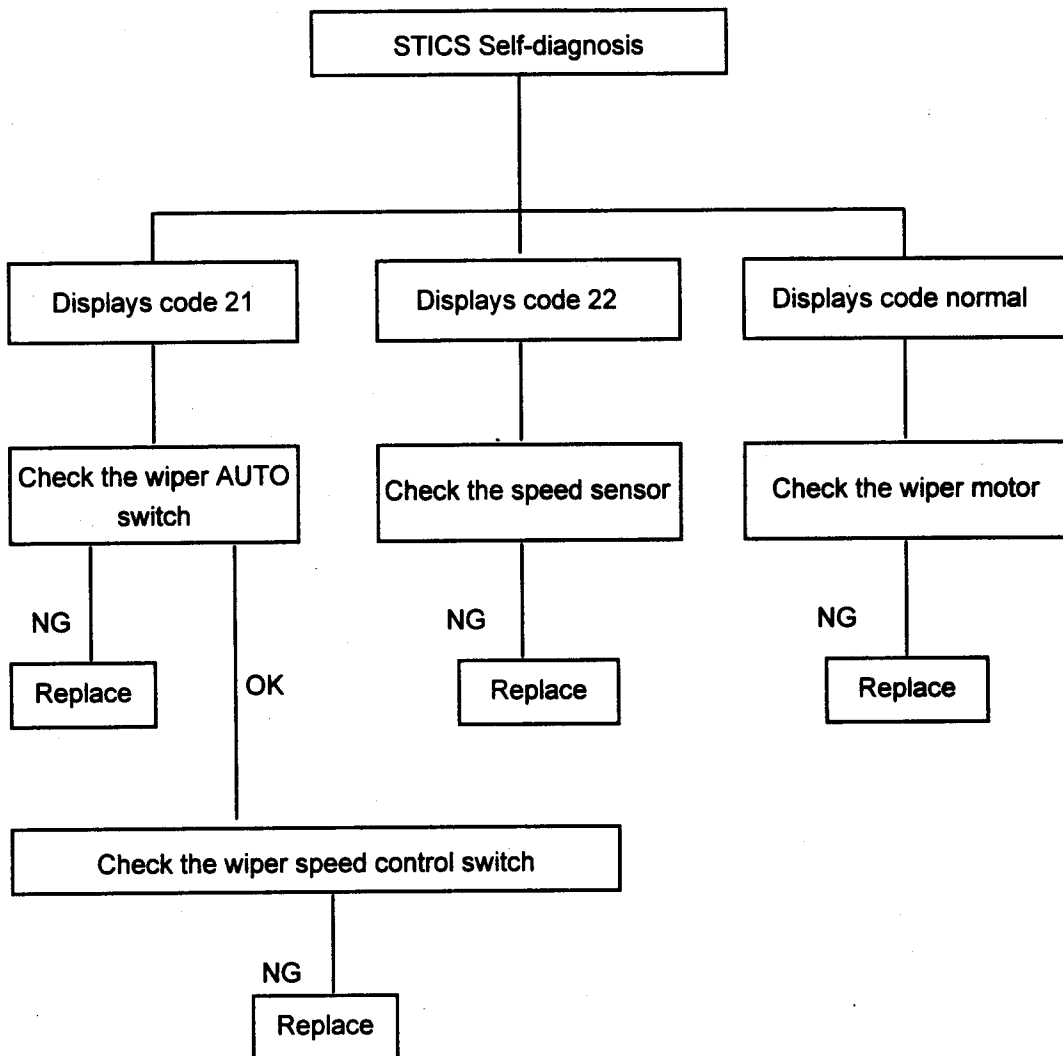 STICS Self-diagnosis
Displays code 21
Displays code 22
Displays code normal
Check the wiper AUTO
switch
Check the speed sensor
Check the wiper motor
NG
OK
NG
NG
Replace
Replace
Replace
Check the wiper speed control switch
NG
Replace